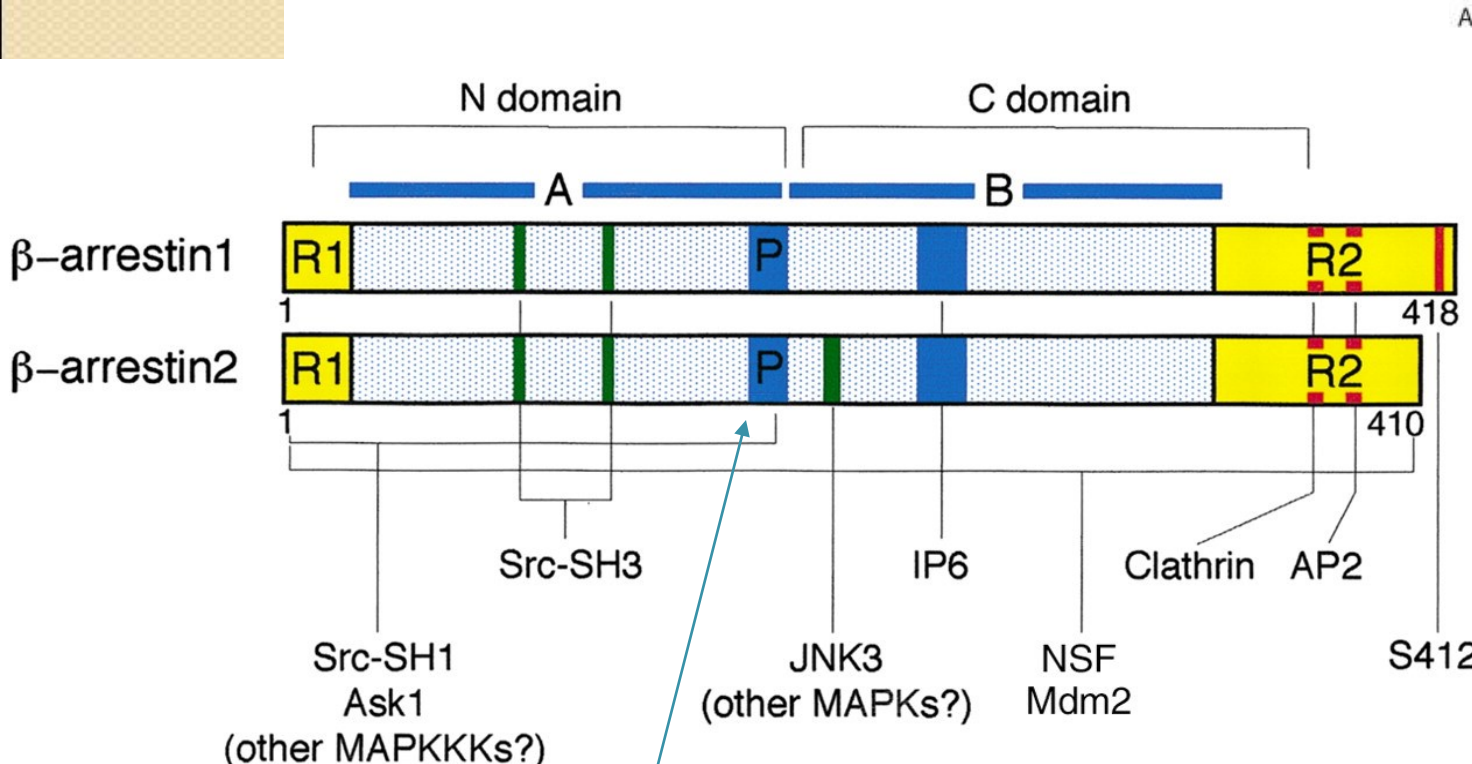 A
N domain C domain
A B
β–arrestin1 R1 P R2
1 418
β–arrestin2 R1 P R2
1 410
Src-SH3 IP6 Clathrin AP2
Src-SH1 JNK3 NSF S412
Ask1 (other MAPKs?) Mdm2
(other MAPKKKs?)